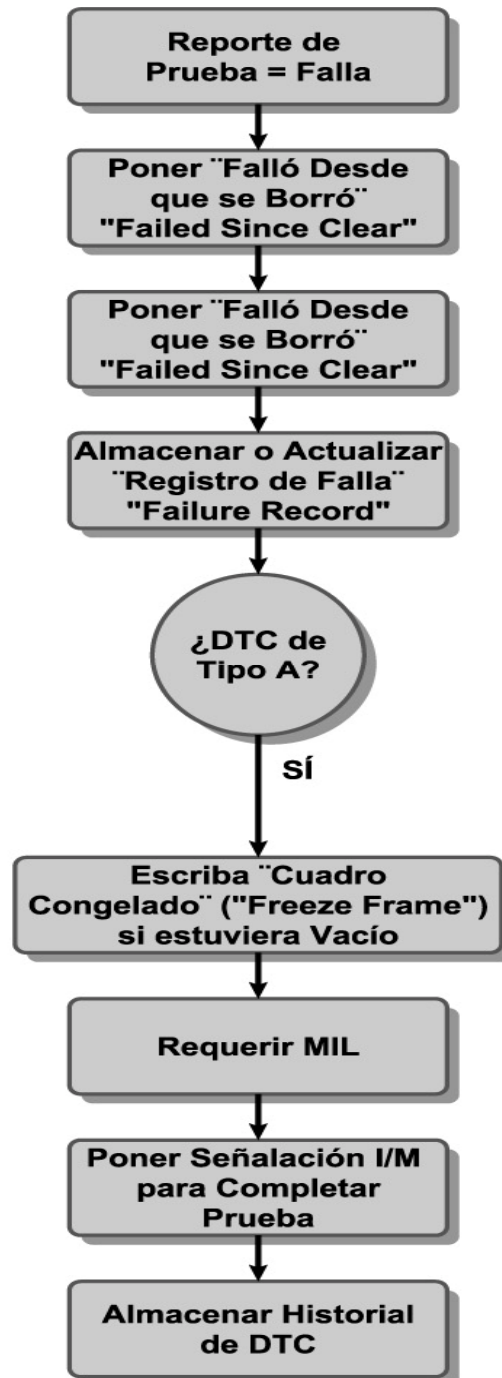 Reporte de
Prueba = Falla
Poner ¨Falló Desde
que se Borró¨
"Failed Since Clear"
Poner ¨Falló Desde
que se Borró¨
"Failed Since Clear"
Almacenar o Actualizar
¨Registro de Falla¨
"Failure Record"
¿DTC de
Tipo A?
SÍ
Escriba ¨Cuadro
Congelado¨ ("Freeze Frame")
si estuviera Vacío
Requerir MIL
Poner Señalación I/M
para Completar
Prueba
Almacenar Historial
de DTC